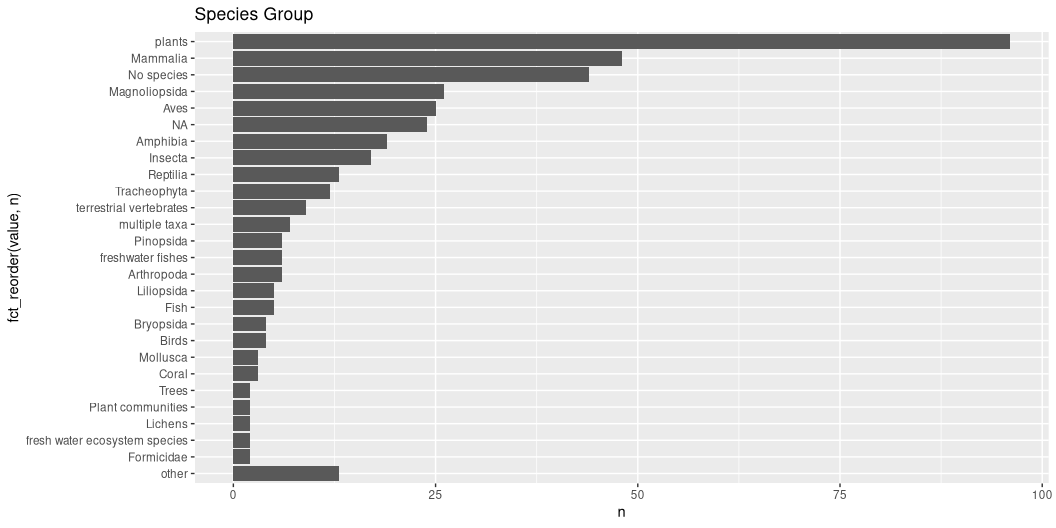 Species Group
plants
Mammalia
No species
Magnoliopsida
Aves
NA
Amphibia
Insecta
Reptilia
Tracheophyta
terrestrial vertebrates
multiple taxa
Pinopsida
freshwater fishes
Arthropoda
Liliopsida
Fish
Bryopsida
Birds
Mollusca
Coral
Trees
Plant communities
Lichens
fresh water ecosystem species
Formicidae
other
fct_reorder(value, n)
0 25 50 75 100
n